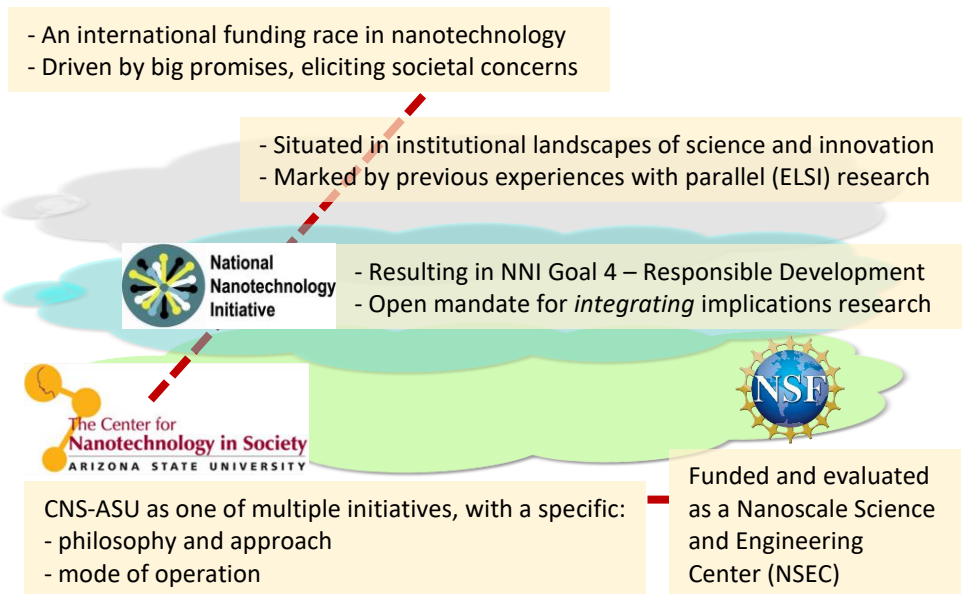 - An international funding race in nanotechnology
- Driven by big promises, eliciting societal concerns
- Situated in institutional landscapes of science and innovation
- Marked by previous experiences with parallel (ELSI) research
National
Nanotechnology
Initiative
- Resulting in NNI Goal 4 – Responsible Development
- Open mandate for integrating implications research
The Center for
Nanotechnology in Society
ARIZONA STATE UNIVERSITY
NSF
CNS-ASU as one of multiple initiatives, with a specific:
- philosophy and approach
- mode of operation
Funded and evaluated
as a Nanoscale Science
and Engineering
Center (NSEC)